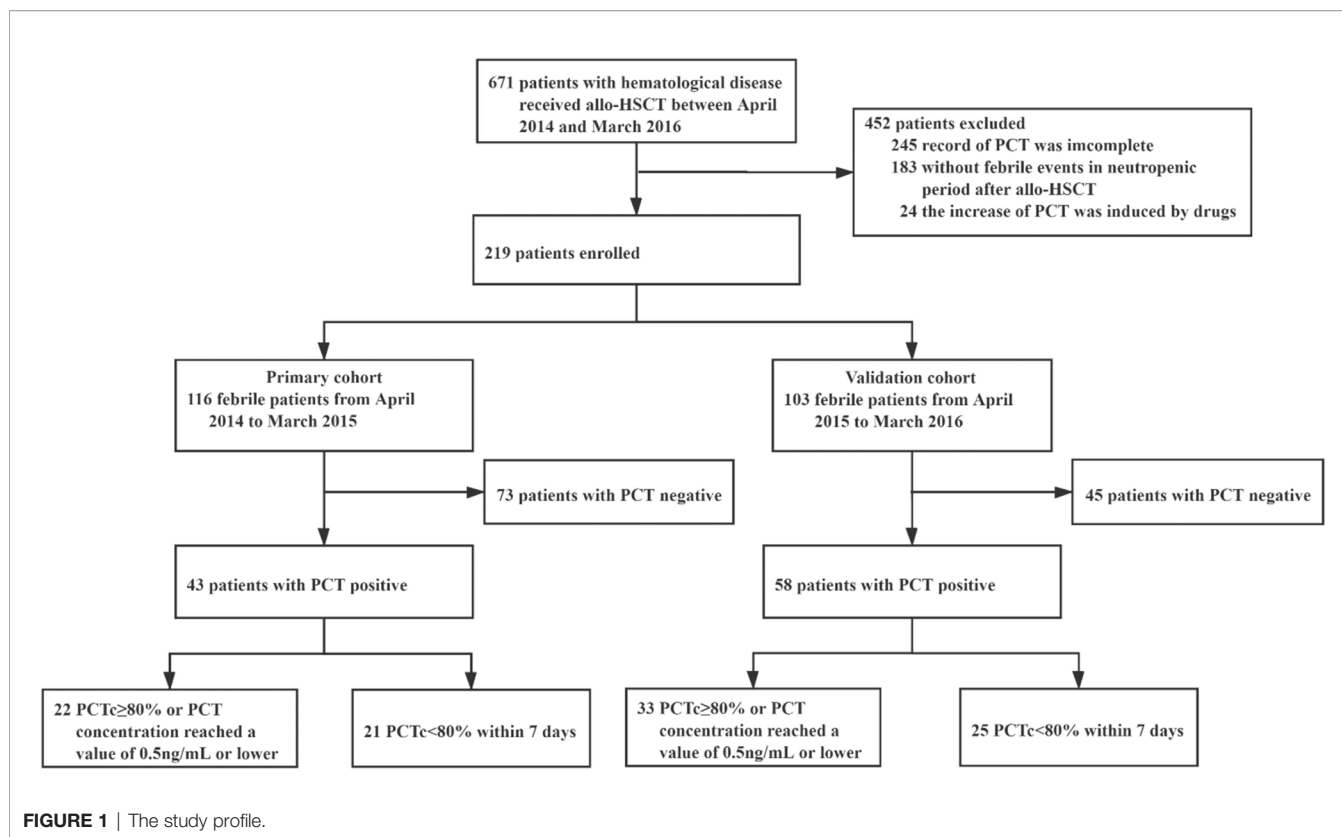 671 patients with hematological disease
received allo-HSCT between April
2014 and March 2016
452 patients excluded
245 record of PCT was imcomplete
183 without febrile events in neutropenic
period after allo-HSCT
24 the increase of PCT was induced by drugs
219 patients enrolled
Primary cohort
116 febrile patients from April
2014 to March 2015
Validation cohort
103 febrile patients from April
2015 to March 2016
73 patients with PCT negative
45 patients with PCT negative
43 patients with PCT positive
58 patients with PCT positive
22 PCTc≥80% or PCT
concentration reached a
value of 0.5ng/mL or lower
21 PCTc<80% within 7 days
33 PCTc≥80% or PCT
concentration reached a
value of 0.5ng/mL or lower
25 PCTc<80% within 7 days
FIGURE 1 | The study profile.